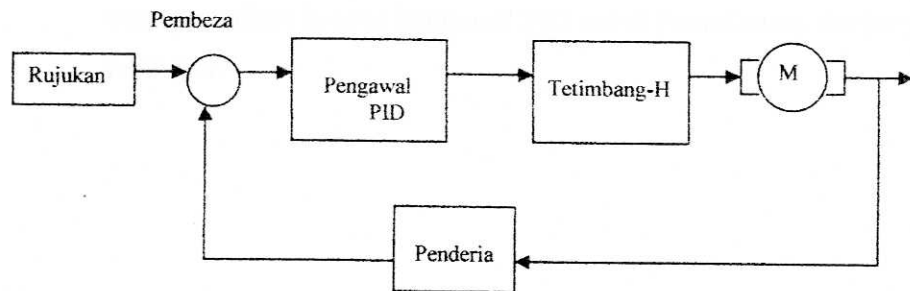 Pembeza
Rujukan
Pengawal
PID
Tetimbang-H
M
Penderia